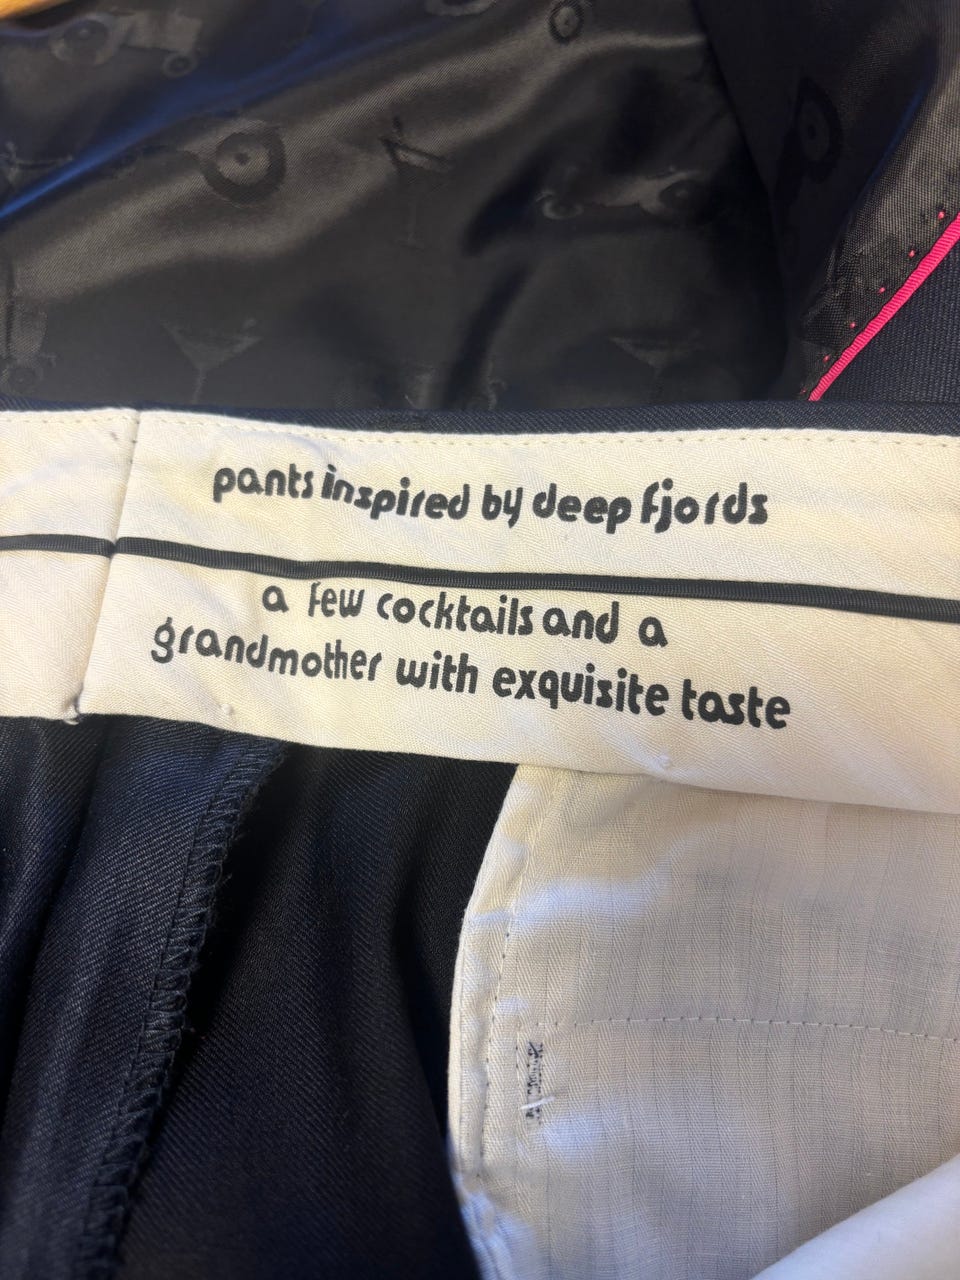 pants inspired by deep fjords
a few cocktails and a
grandmother with exquisite taste